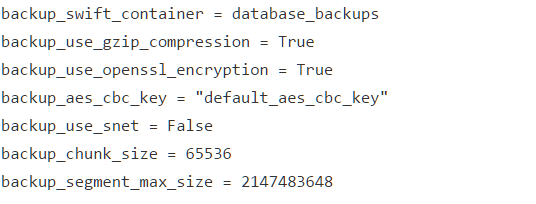 backup_swift_container = database_backups
backup_use_gzip_compression = True
backup_use_openssl_encryption = True
backup_aes_cbc_key = "default_aes_cbc_key"
backup_use_snet = False
backup_chunk_size = 65536
backup_segment_max_size = 2147483648